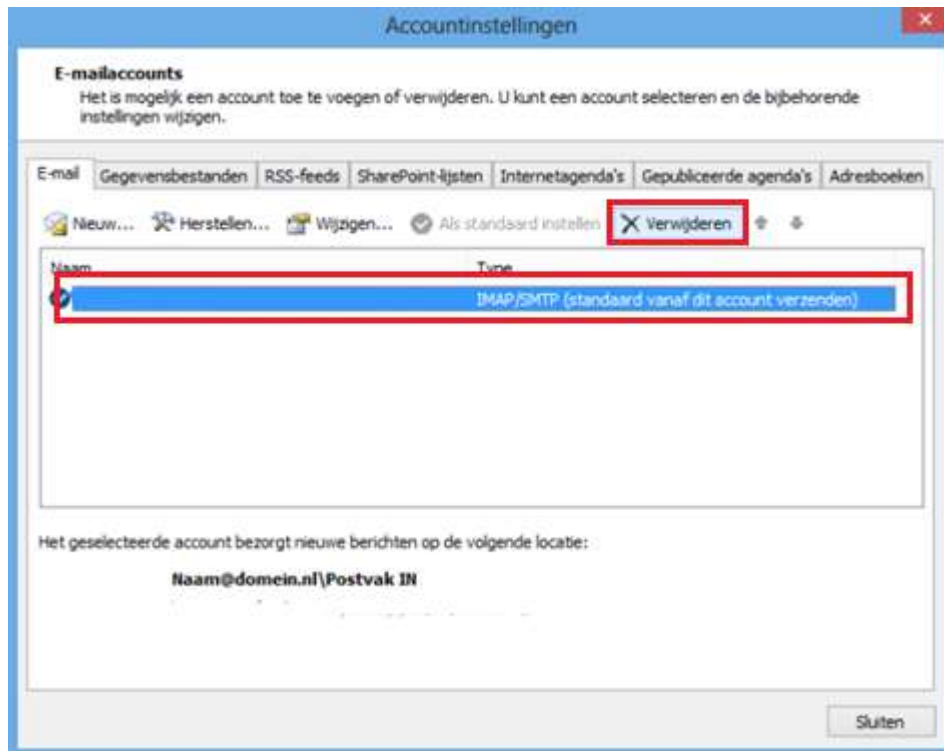 Accountinstellingen
E-mailaccounts
Het is mogelijk een account toe te voegen of verwijderen. U kunt een account selecteren en de bijbehorende
instellingen wijzigen.
E-mail Gegevensbestanden RSS-feeds SharePoint-lijsten Internetagenda's Gepubliceerde agenda's Adresboeken
Nieuw... Herstellen... Wijzigen... Als standaard instellen Verwijderen
Naam Type
IMAP/SMTP (standaard vanaf dit account verzenden)
Het geselecteerde account bezorgt nieuwe berichten op de volgende locatie:
Naam@domein.nl\Postvak IN
Sluiten